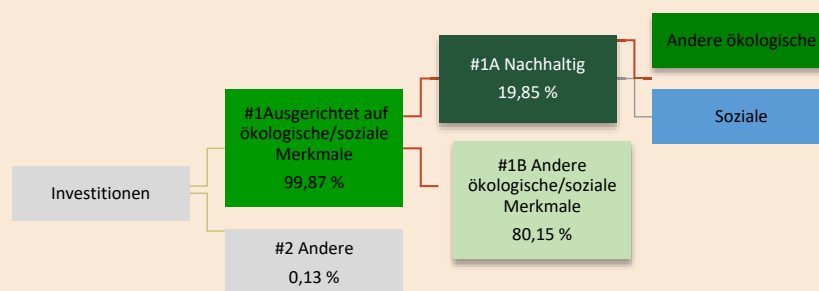 Investitionen
#1Ausgerichtet auf
ökologische/soziale
Merkmale
99,87 %
#2 Andere
0,13 %
#1A Nachhaltig
19,85 %
#1B Andere
ökologische/soziale
Merkmale
80,15 %
Andere ökologische
Soziale